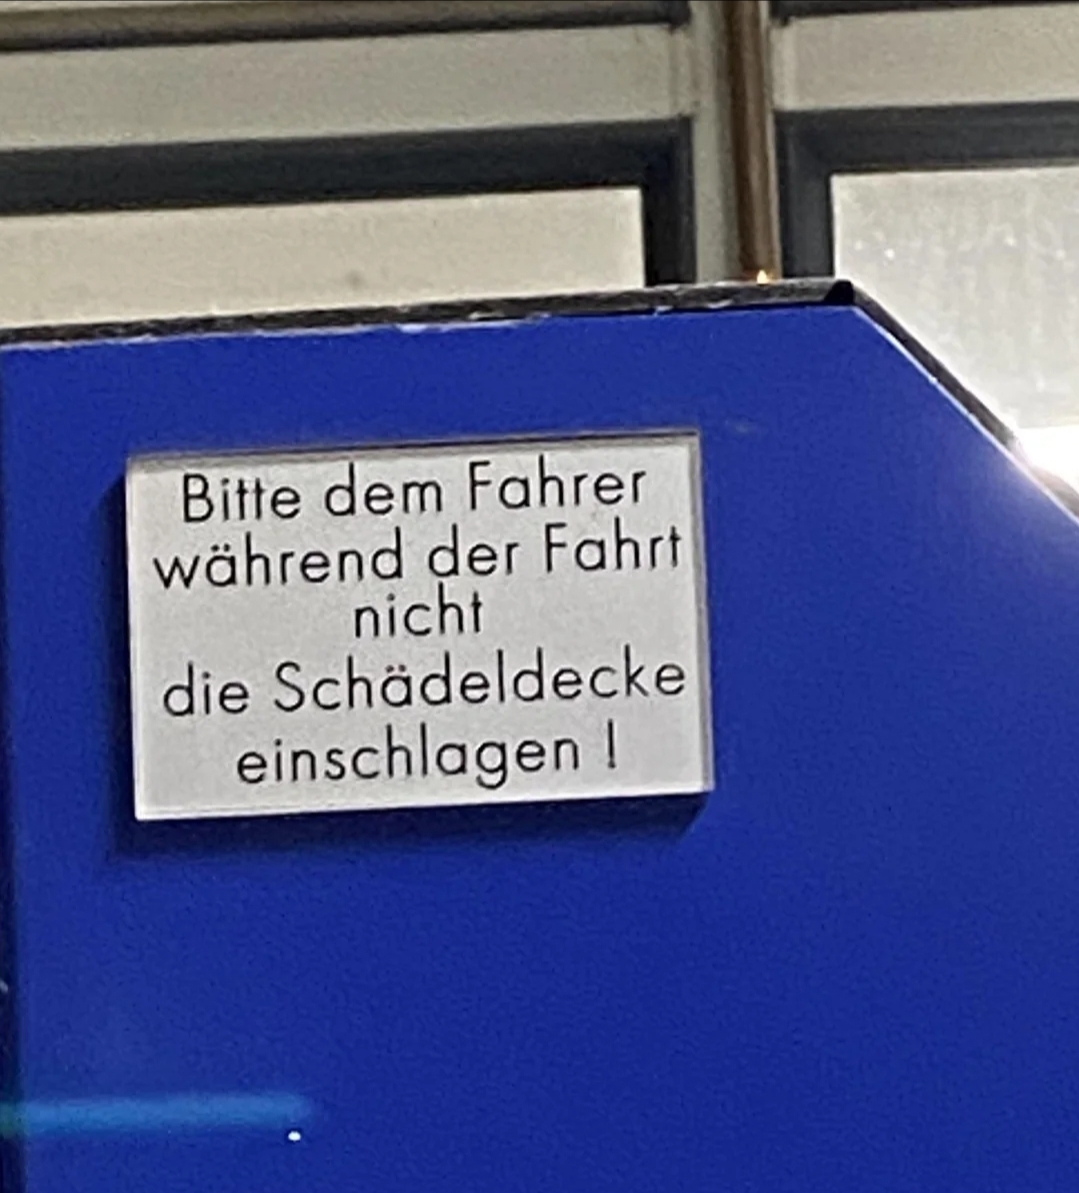 Bitte dem Fahrer
während der Fahrt
nicht
die Schädeldecke
einschlagen !